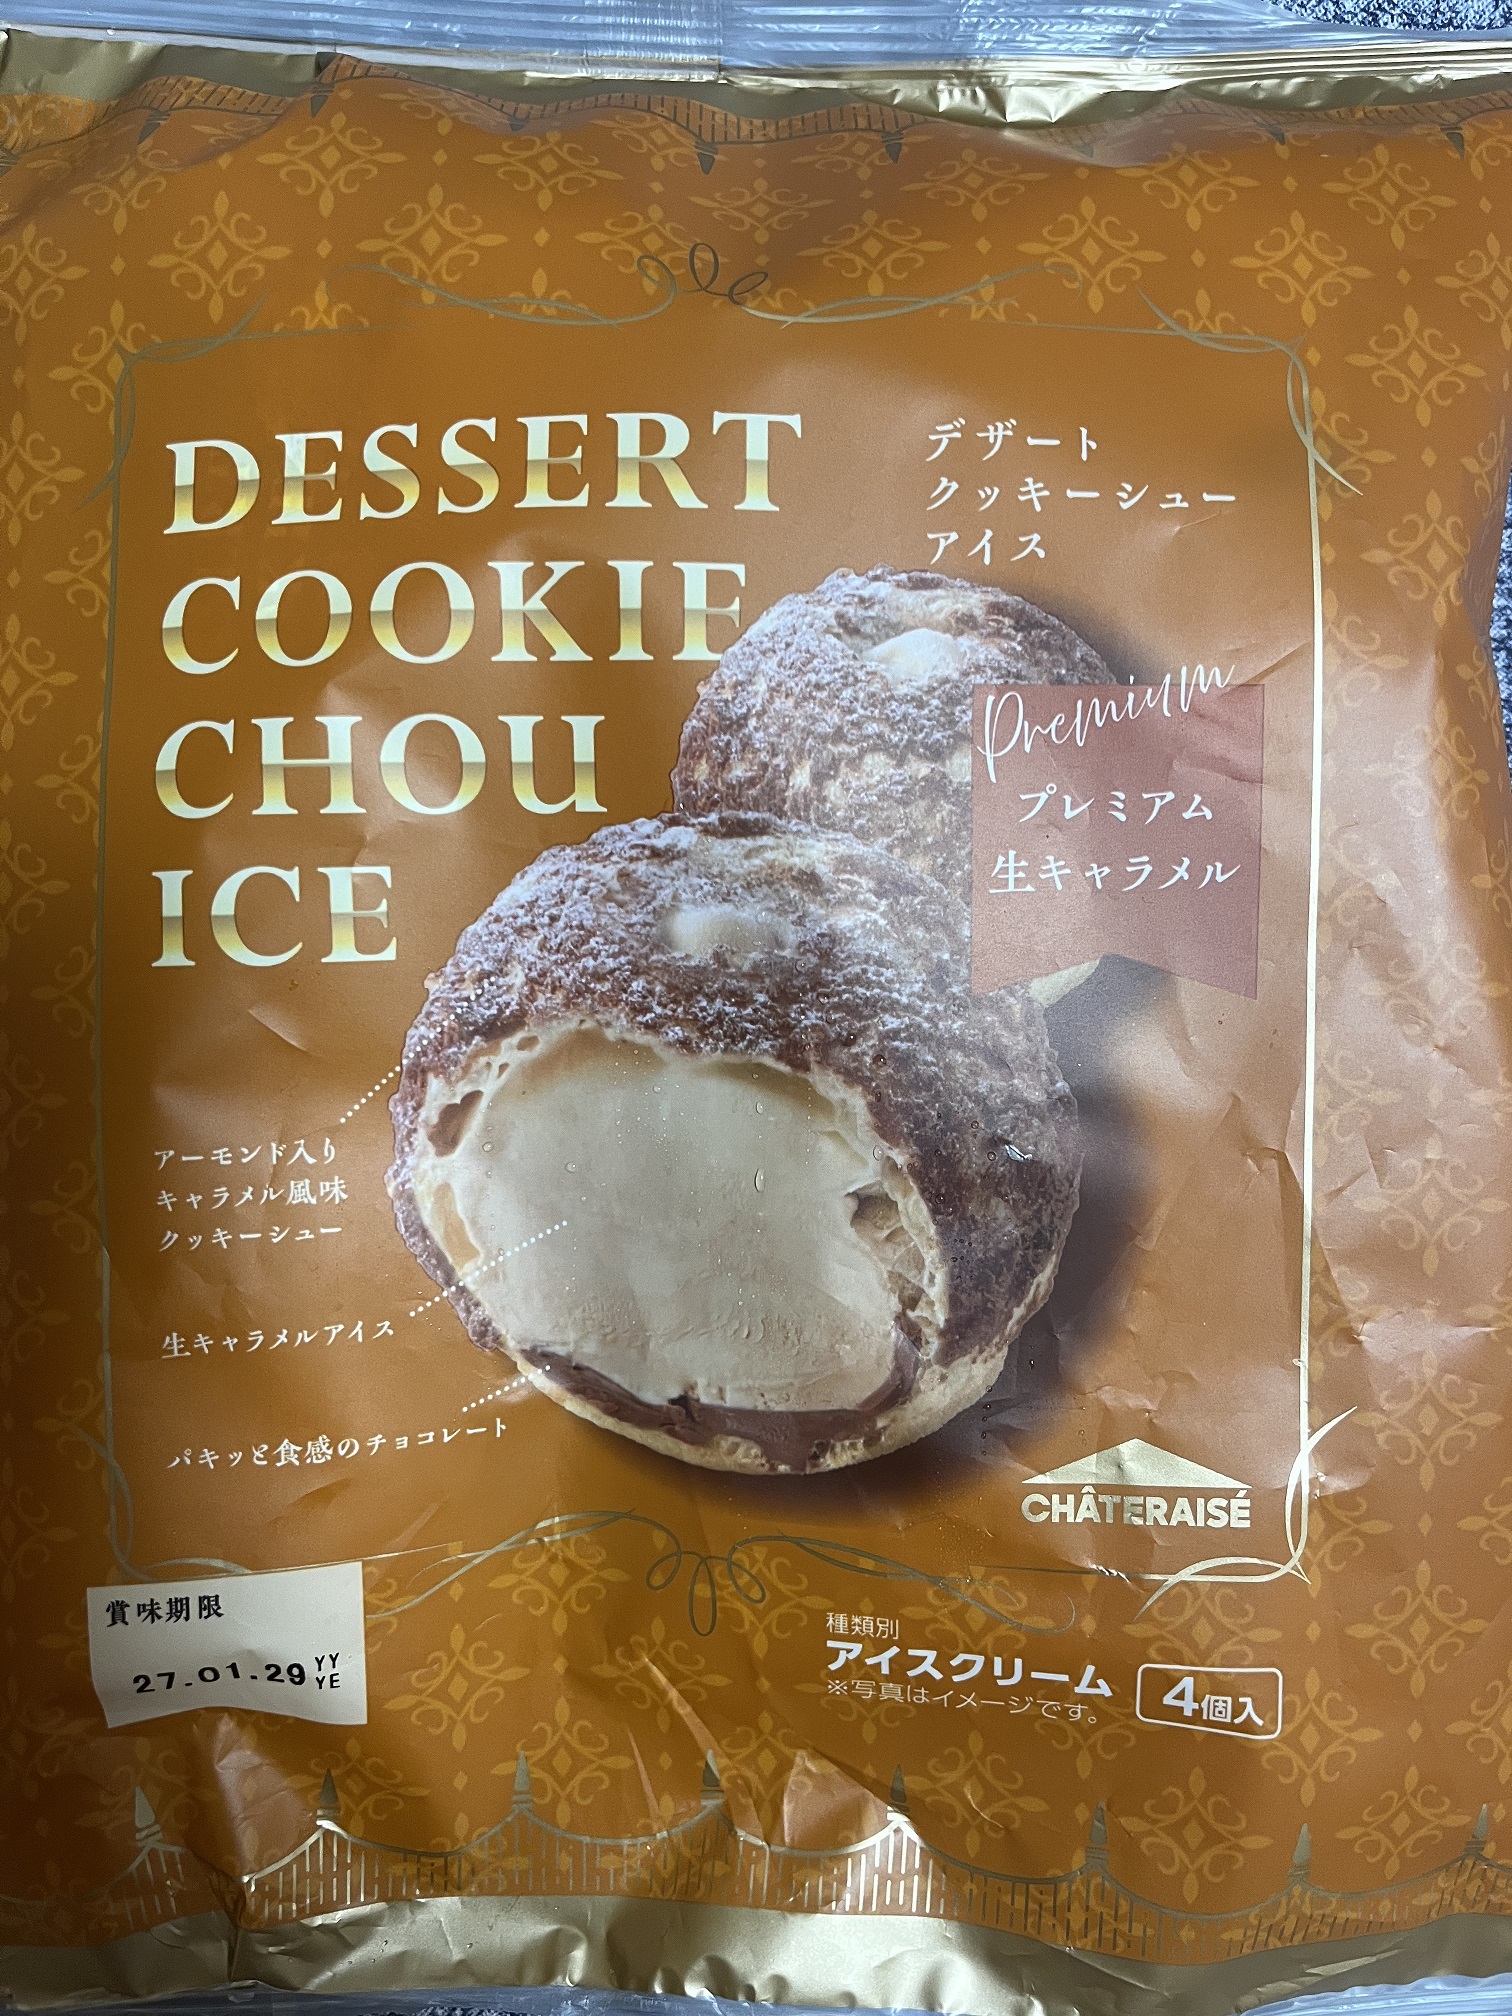 DESSERT
COOKIE
CHOU
ICE
デザート
クッキーシュー
アイス
Premium
プレミアム
生キャラメル
アーモンド入り
キャラメル風味
クッキーシュー
生キャラメルアイス
パキッと食感のチョコレート
CHÂTERAISÉ
賞味期限
27.01.29 YY
YE
種類別
アイスクリーム
※写真はイメージです。
4個入